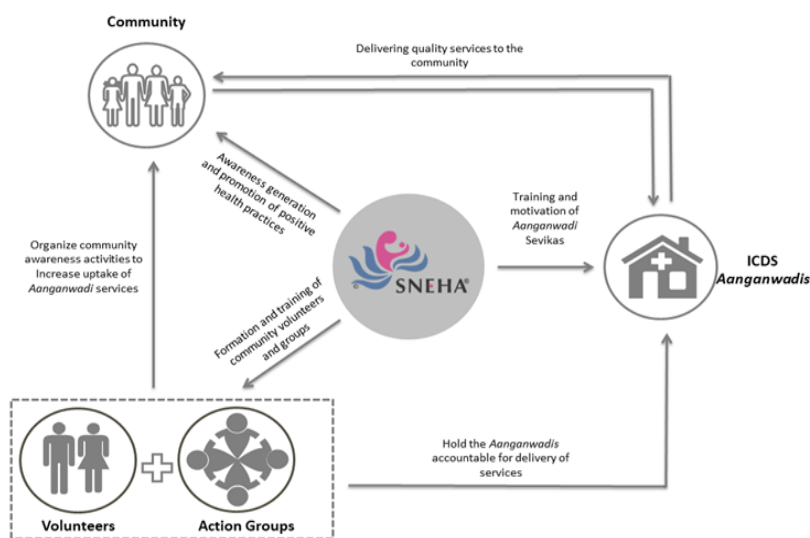 Community
Delivering quality services to the
community
Awareness generation
and promotion of positive
health practices
Training and
motivation of
Aanganwadi
Sevikas
Organize community
awareness activities to
Increase uptake of
Aanganwadi services
SNEHA®
ICDS
Aanganwadis
Formation and training of
community volunteers
and groups
Hold the Aanganwadis
accountable for delivery of
services
Volunteers
Action Groups